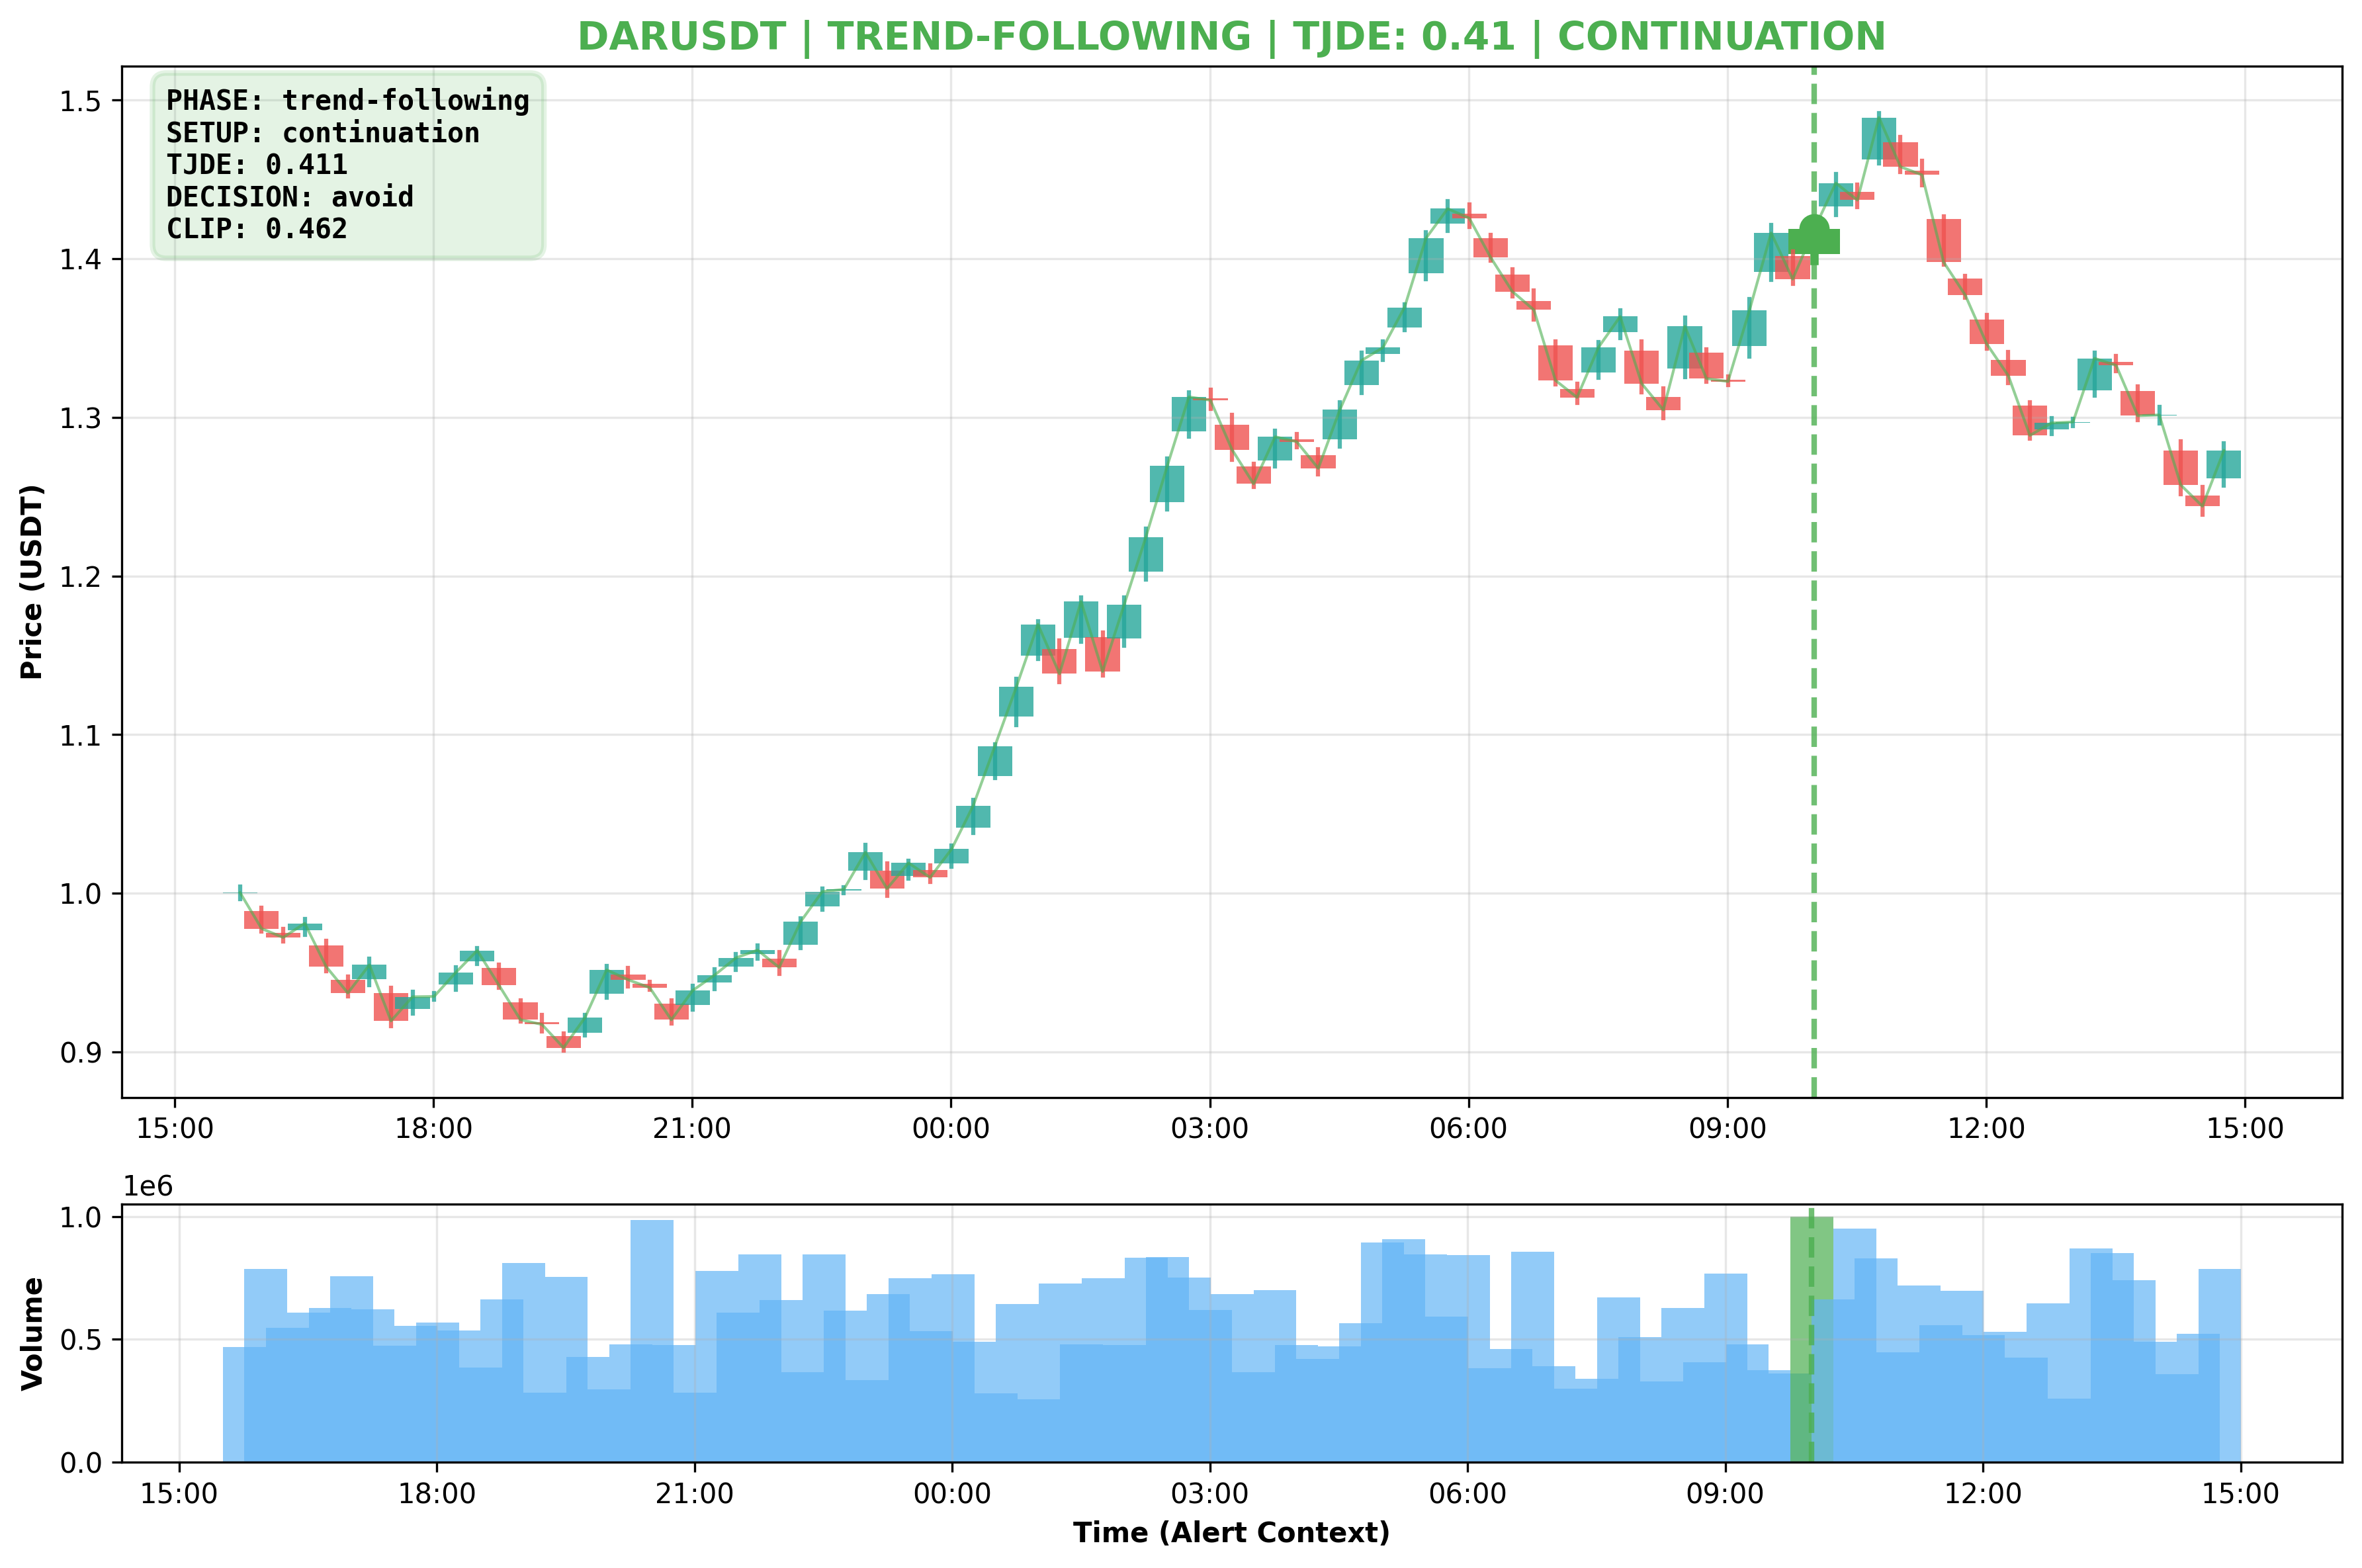 DARUSDT | TREND-FOLLOWING | TJDE: 0.41 | CONTINUATION
PHASE: trend-following
SETUP: continuation
TJDE: 0.411
DECISION: avoid
CLIP: 0.462
Price (USDT)
1.5
1.4
1.3
1.2
1.1
1.0
0.9
15:00 18:00 21:00 00:00 03:00 06:00 09:00 12:00 15:00
1e6
Volume
1.0
0.5
0.0
15:00 18:00 21:00 00:00 03:00 06:00 09:00 12:00 15:00
Time (Alert Context)